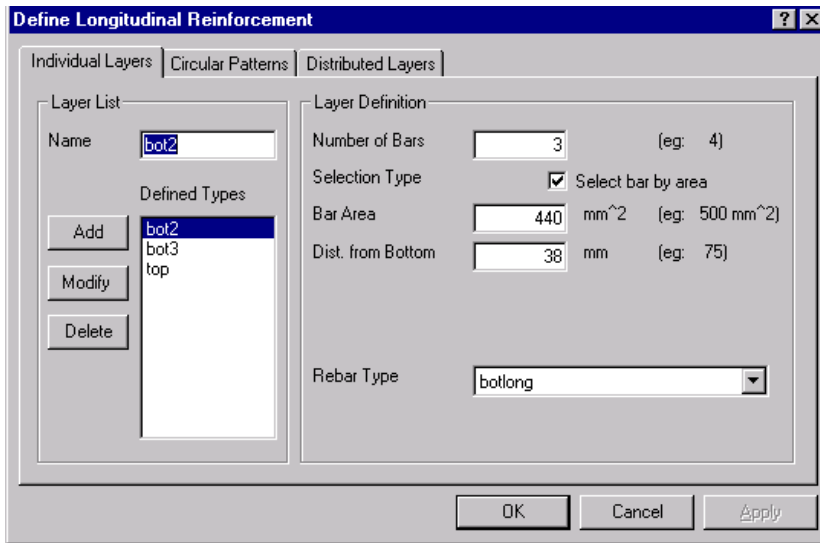 Define Longitudinal Reinforcement
Individual Layers Circular Patterns Distributed Layers
Layer List
Name bot2
Defined Types
bot2
bot3
top
Add
Modify
Delete
Layer Definition
Number of Bars 3 (eg: 4)
Selection Type Select bar by area
Bar Area 440 mm^2 (eg: 500 mm^2)
Dist. from Bottom 38 mm (eg: 75)
Rebar Type botlong
OK Cancel Apply